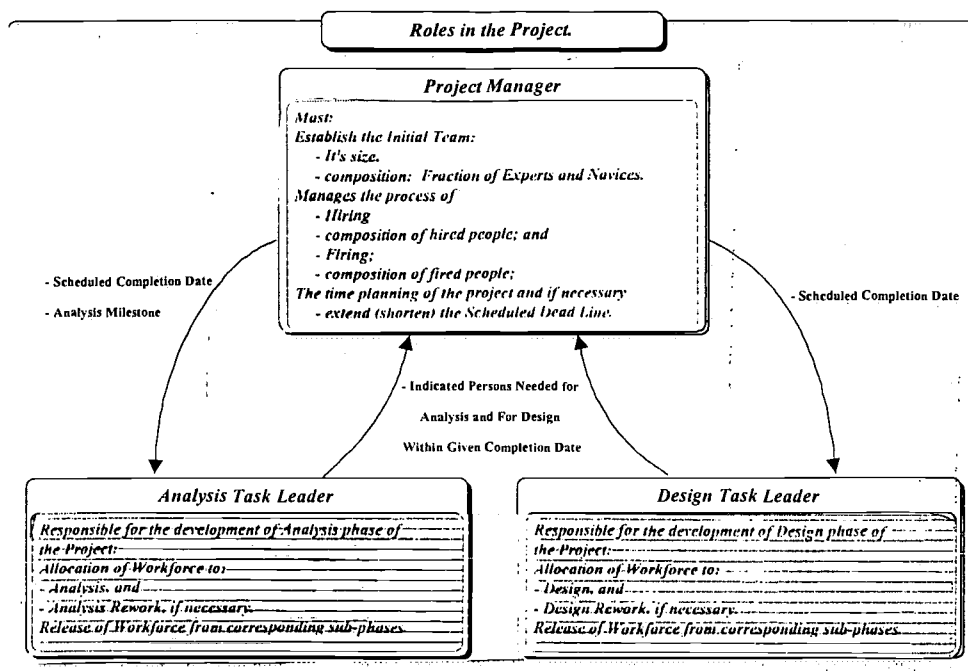 Roles in the Project.
Project Manager
Must:
Establish the Initial Team:
- It's size.
- composition: Fraction of Experts and Novices.
Manages the process of
- Hiring
- composition of hired people; and
- Firing;
- composition of fired people;
The time planning of the project and if necessary
- extend (shorten) the Scheduled Dead Line.
- Scheduled Completion Date
- Analysis Milestone
- Scheduled Completion Date
- Indicated Persons Needed for
Analysis and For Design
Within Given Completion Date
Analysis Task Leader
Responsible for the development of Analysis phase of
the Project:
Allocation of Workforce to:
- Analysis, and
- Analysis Rework, if necessary.
Release of Workforce from corresponding sub-phases
Design Task Leader
Responsible for the development of Design phase of
the Project:
Allocation of Workforce to:
- Design, and
- Design Rework, if necessary.
Release of Workforce from corresponding sub-phases